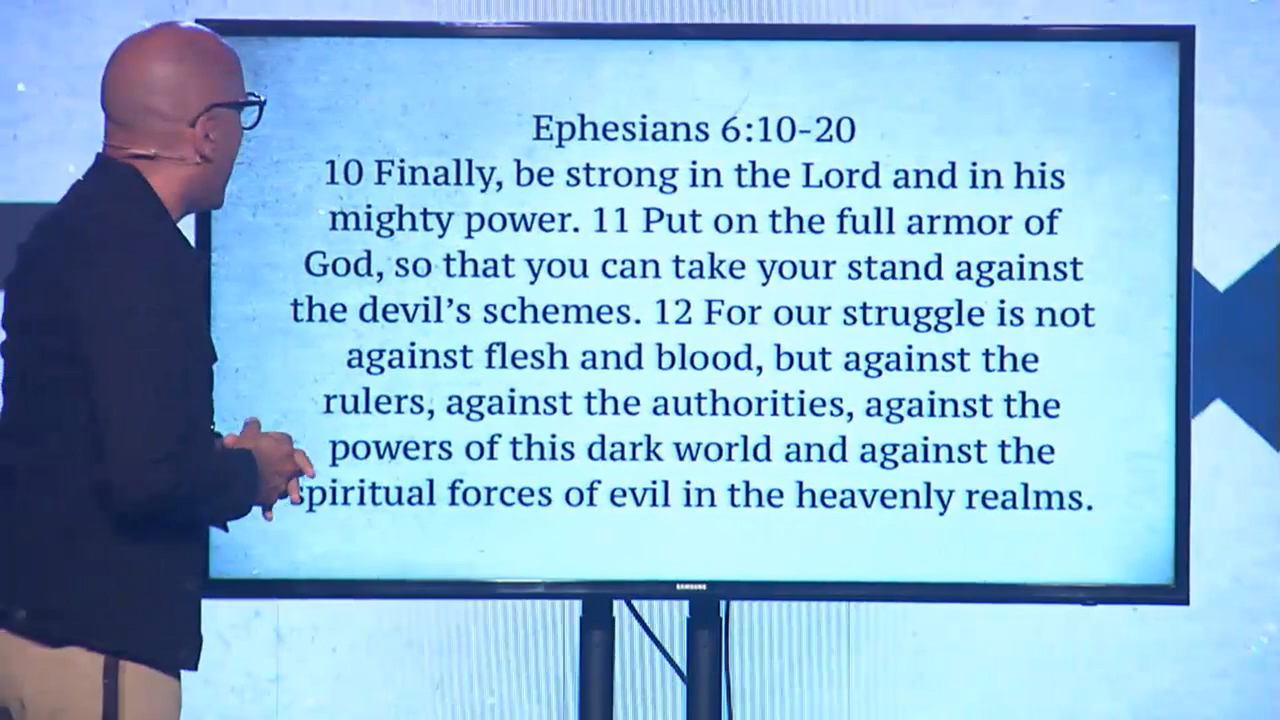 Ephesians 6:10-20
10 Finally, be strong in the Lord and in his
mighty power. 11 Put on the full armor of
God, so that you can take your stand against
the devil’s schemes. 12 For our struggle is not
against flesh and blood, but against the
rulers, against the authorities, against the
powers of this dark world and against the
spiritual forces of evil in the heavenly realms.
SAMSUNG